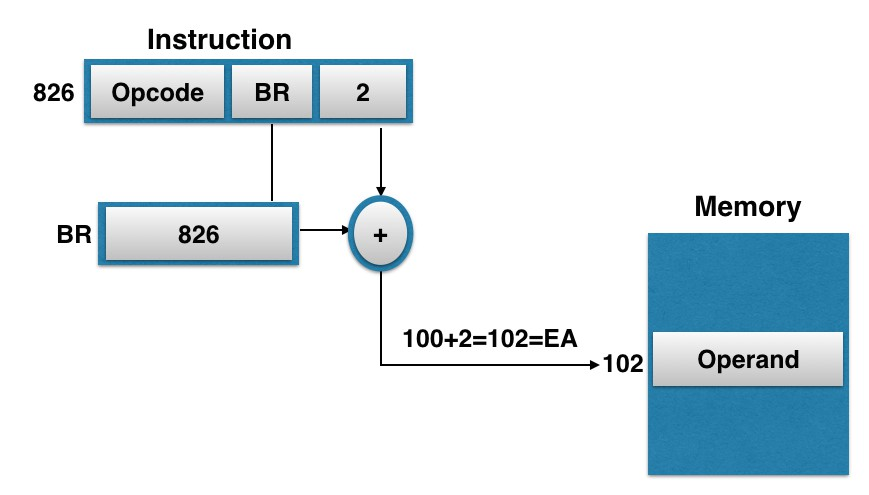 Instruction
826 Opcode BR 2
BR 826 +
Memory
100+2=102=EA
102 Operand